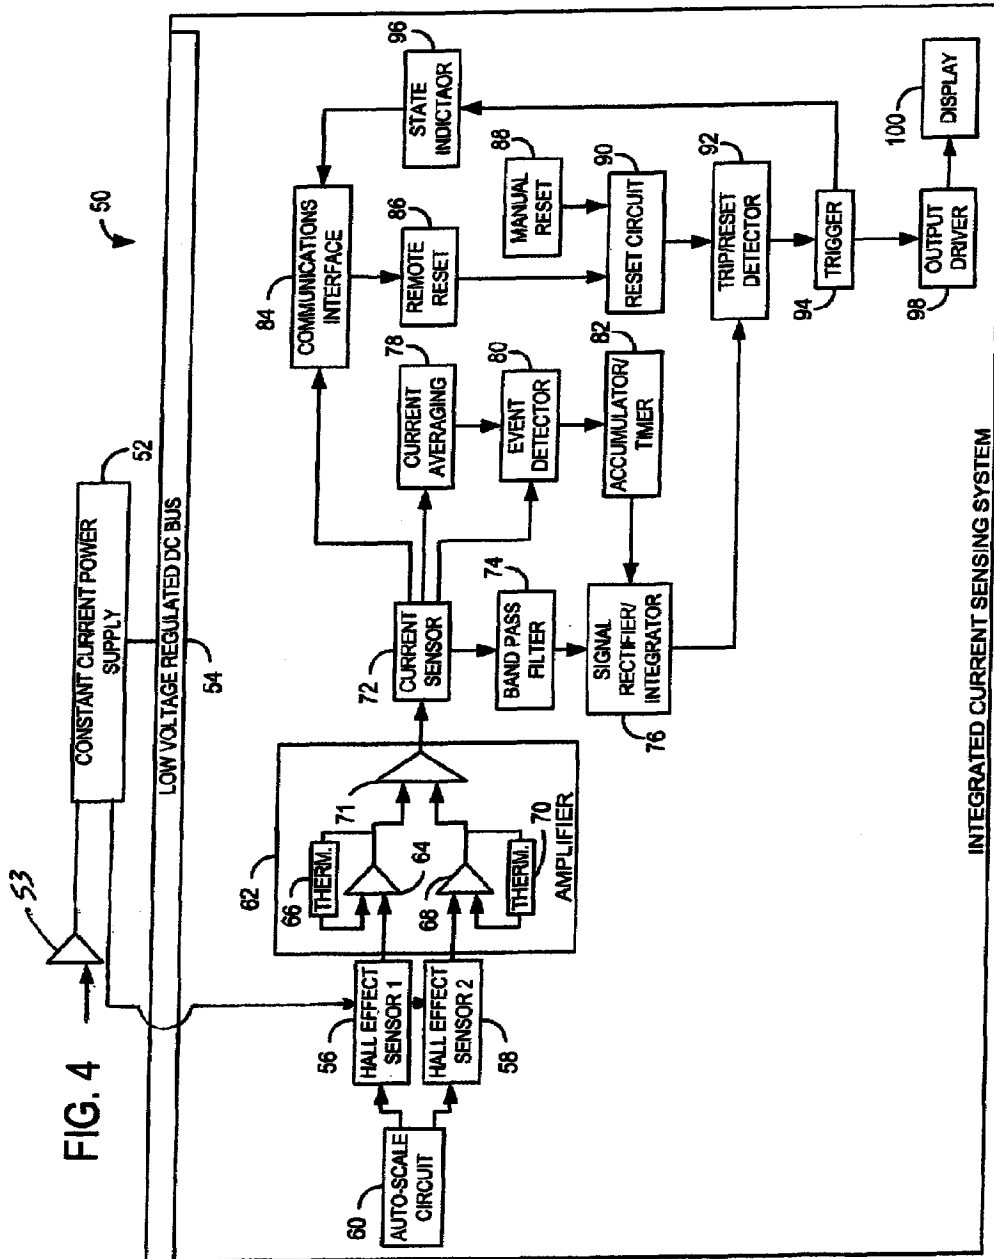 FIG. 4
53
CONSTANT CURRENT POWER
SUPPLY
52
50
LOW VOLTAGE REGULATED DC BUS
54
60
AUTO-SCALE
CIRCUIT
56
HALL EFFECT
SENSOR 1
HALL EFFECT
SENSOR 2
58
62
66
THERM.
71
64
68
THERM.
70
AMPLIFIER
72
CURRENT
SENSOR
74
BAND PASS
FILTER
SIGNAL
RECTIFIER/
INTEGRATOR
76
78
CURRENT
AVERAGING
80
EVENT
DETECTOR
82
ACCUMULATOR/
TIMER
84
COMMUNICATIONS
INTERFACE
86
REMOTE
RESET
88
MANUAL
RESET
90
RESET CIRCUIT
92
TRIP/RESET
DETECTOR
94
TRIGGER
96
STATE
INDICTAOR
98
OUTPUT
DRIVER
100
DISPLAY
INTEGRATED CURRENT SENSING SYSTEM